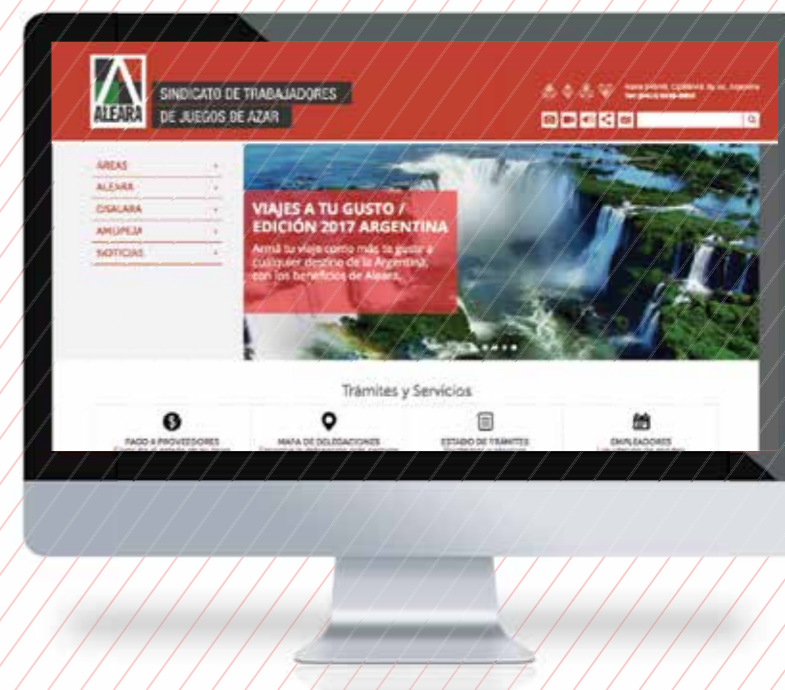 ALEARA
SINDICATO DE TRABAJADORES
DE JUEGOS DE AZAR
AREAS
ALEARA
OSALARA
AMUPEJA
NOTICIAS
VIAJES A TU GUSTO /
EDICIÓN 2017 ARGENTINA
Armá tu viaje como más te guste a
cualquier destino de la Argentina,
con los beneficios de Aleara.
Trámites y Servicios
PAGO A PROVEEDORES
MAPA DE DELEGACIONES
ESTADO DE TRÁMITES
EMPLEADORES